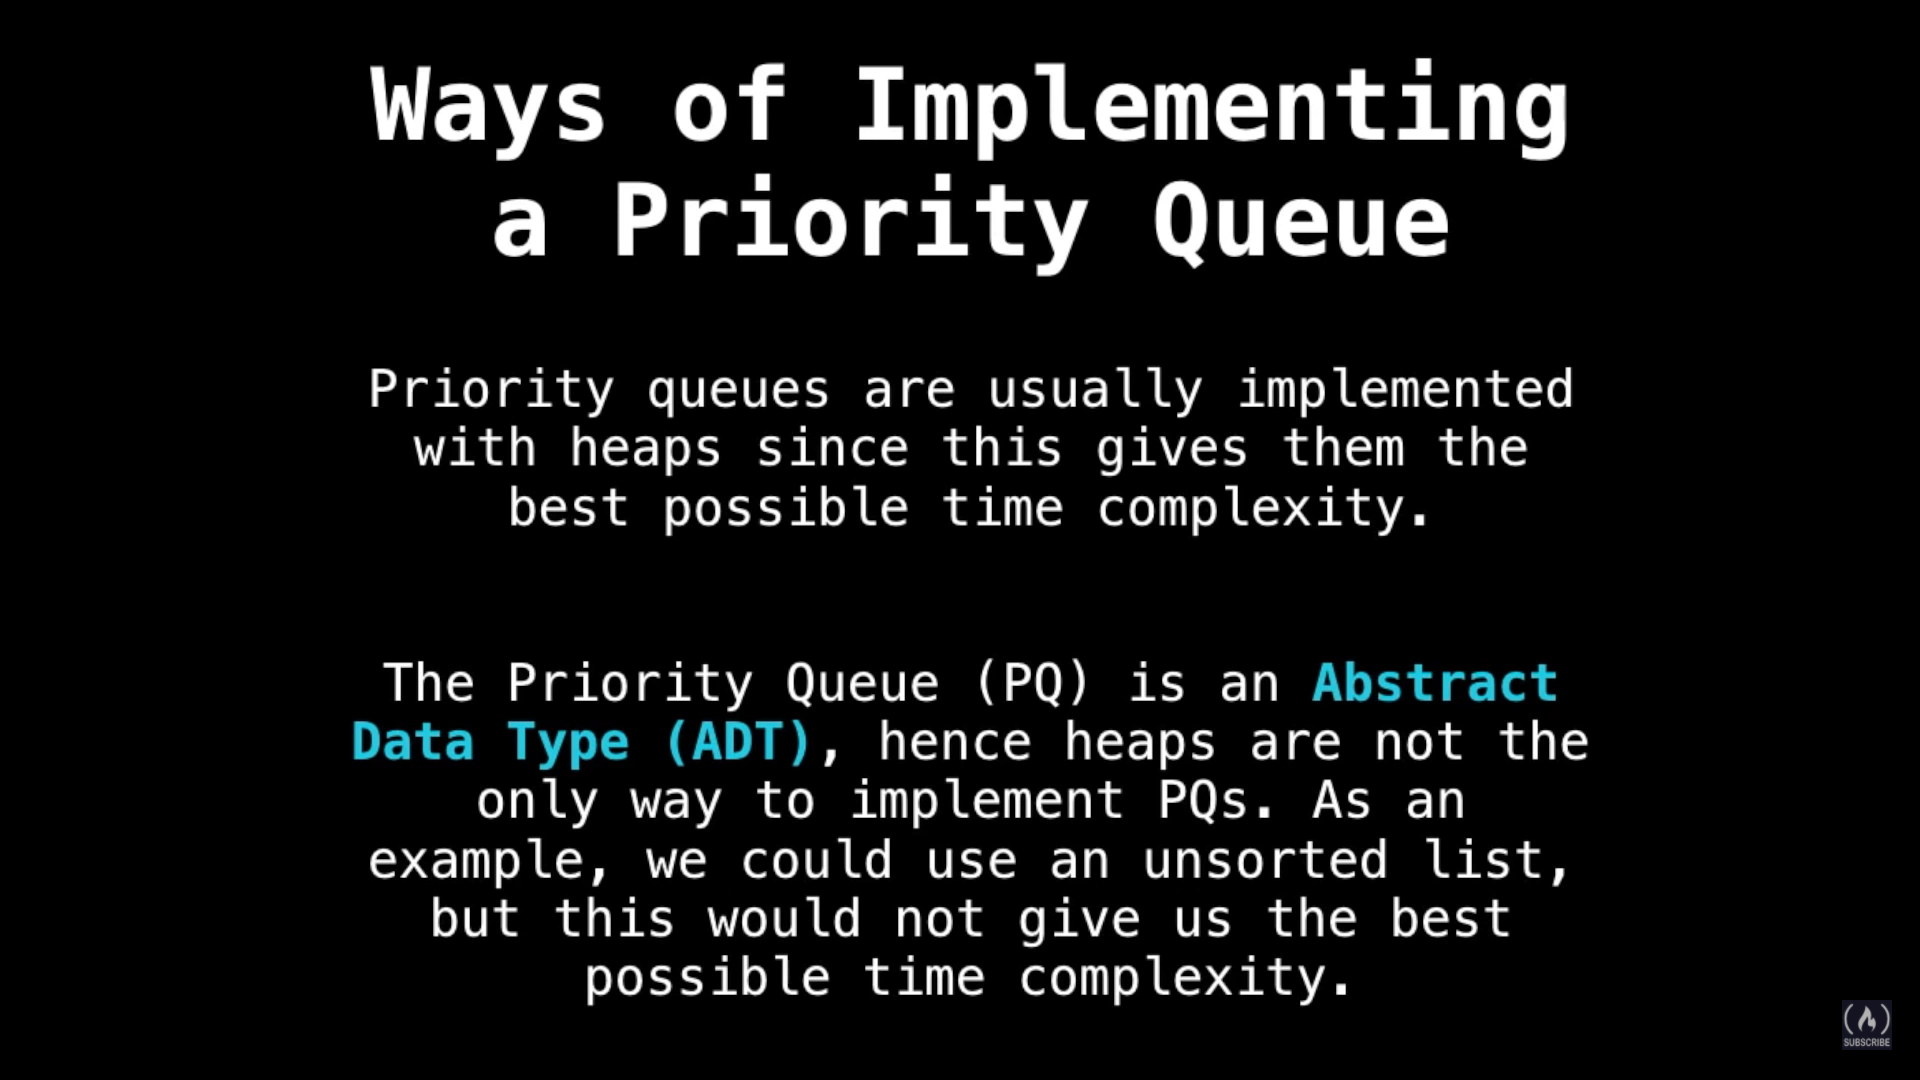 Ways of Implementing
a Priority Queue
Priority queues are usually implemented
with heaps since this gives them the
best possible time complexity.
The Priority Queue (PQ) is an Abstract
Data Type (ADT), hence heaps are not the
only way to implement PQs. As an
example, we could use an unsorted list,
but this would not give us the best
possible time complexity.
SUBSCRIBE